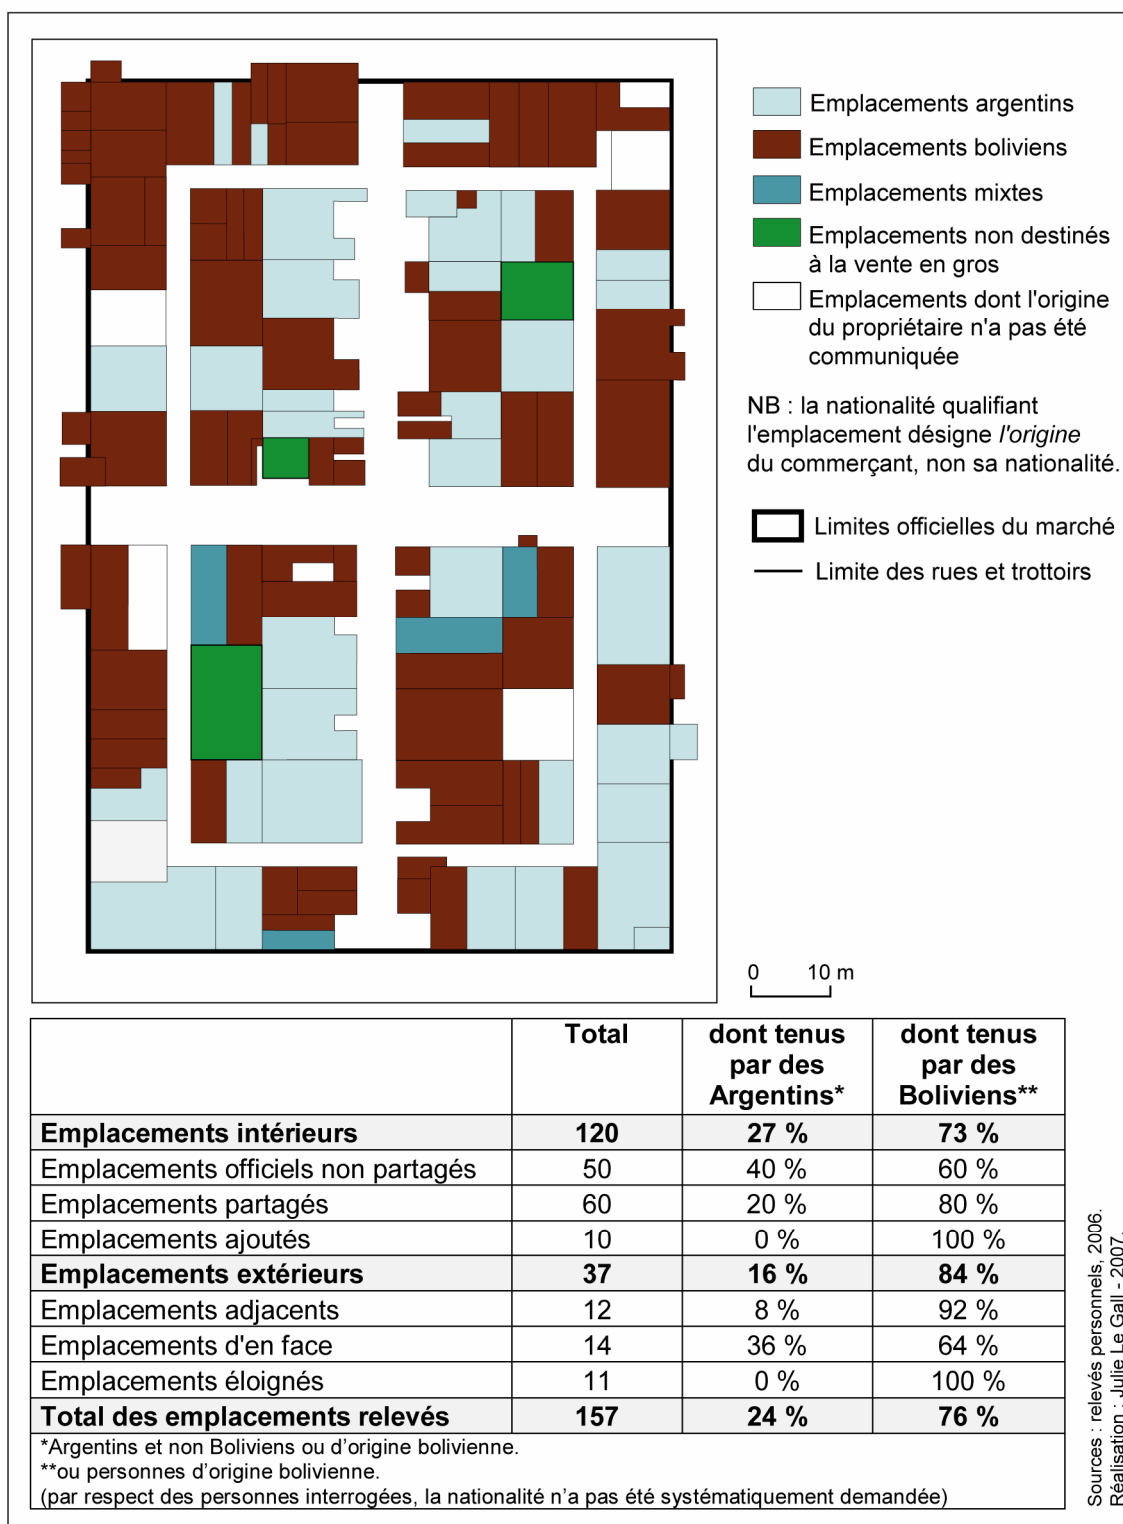 Emplacements argentins
Emplacements boliviens
Emplacements mixtes
Emplacements non destinés
à la vente en gros
Emplacements dont l'origine
du propriétaire n'a pas été
communiquée
NB : la nationalité qualifiant
l'emplacement désigne l'origine
du commerçant, non sa nationalité.
Limites officielles du marché
Limite des rues et trottoirs
0 10 m
Total dont tenus par des Argentins* dont tenus par des Boliviens**
Emplacements intérieurs 120 27 % 73 %
Emplacements officiels non partagés 50 40 % 60 %
Emplacements partagés 60 20 % 80 %
Emplacements ajoutés 10 0 % 100 %
Emplacements extérieurs 37 16 % 84 %
Emplacements adjacents 12 8 % 92 %
Emplacements d'en face 14 36 % 64 %
Emplacements éloignés 11 0 % 100 %
Total des emplacements relevés 157 24 % 76 %
*Argentins et non Boliviens ou d'origine bolivienne.
**ou personnes d'origine bolivienne.
(par respect des personnes interrogées, la nationalité n'a pas été systématiquement demandée)
Sources : relevés personnels, 2006.
Réalisation : Julie Le Gall - 2007.